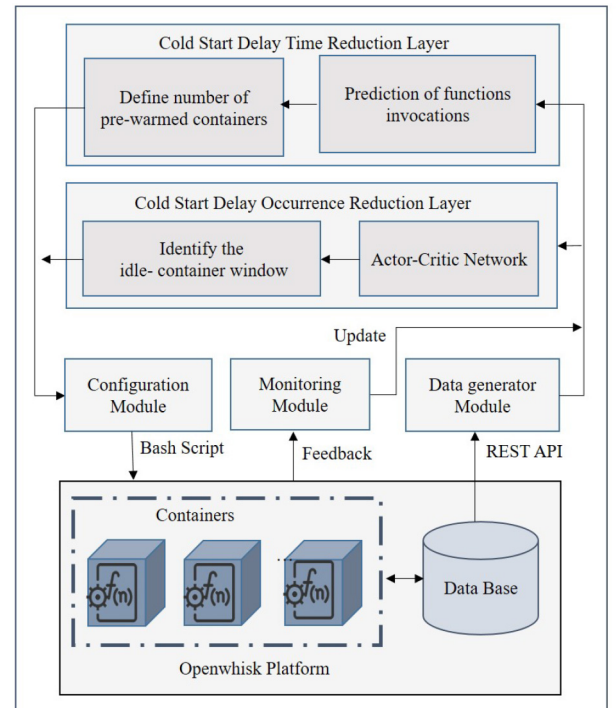 Cold Start Delay Time Reduction Layer
Define number of
pre-warmed containers
Prediction of functions
invocations
Cold Start Delay Occurrence Reduction Layer
Identify the
idle- container window
Actor-Critic Network
Update
Configuration
Module
Monitoring
Module
Data generator
Module
Bash Script
Feedback
REST API
Containers
...
f(n)
f(n)
f(n)
Data Base
Openwhisk Platform